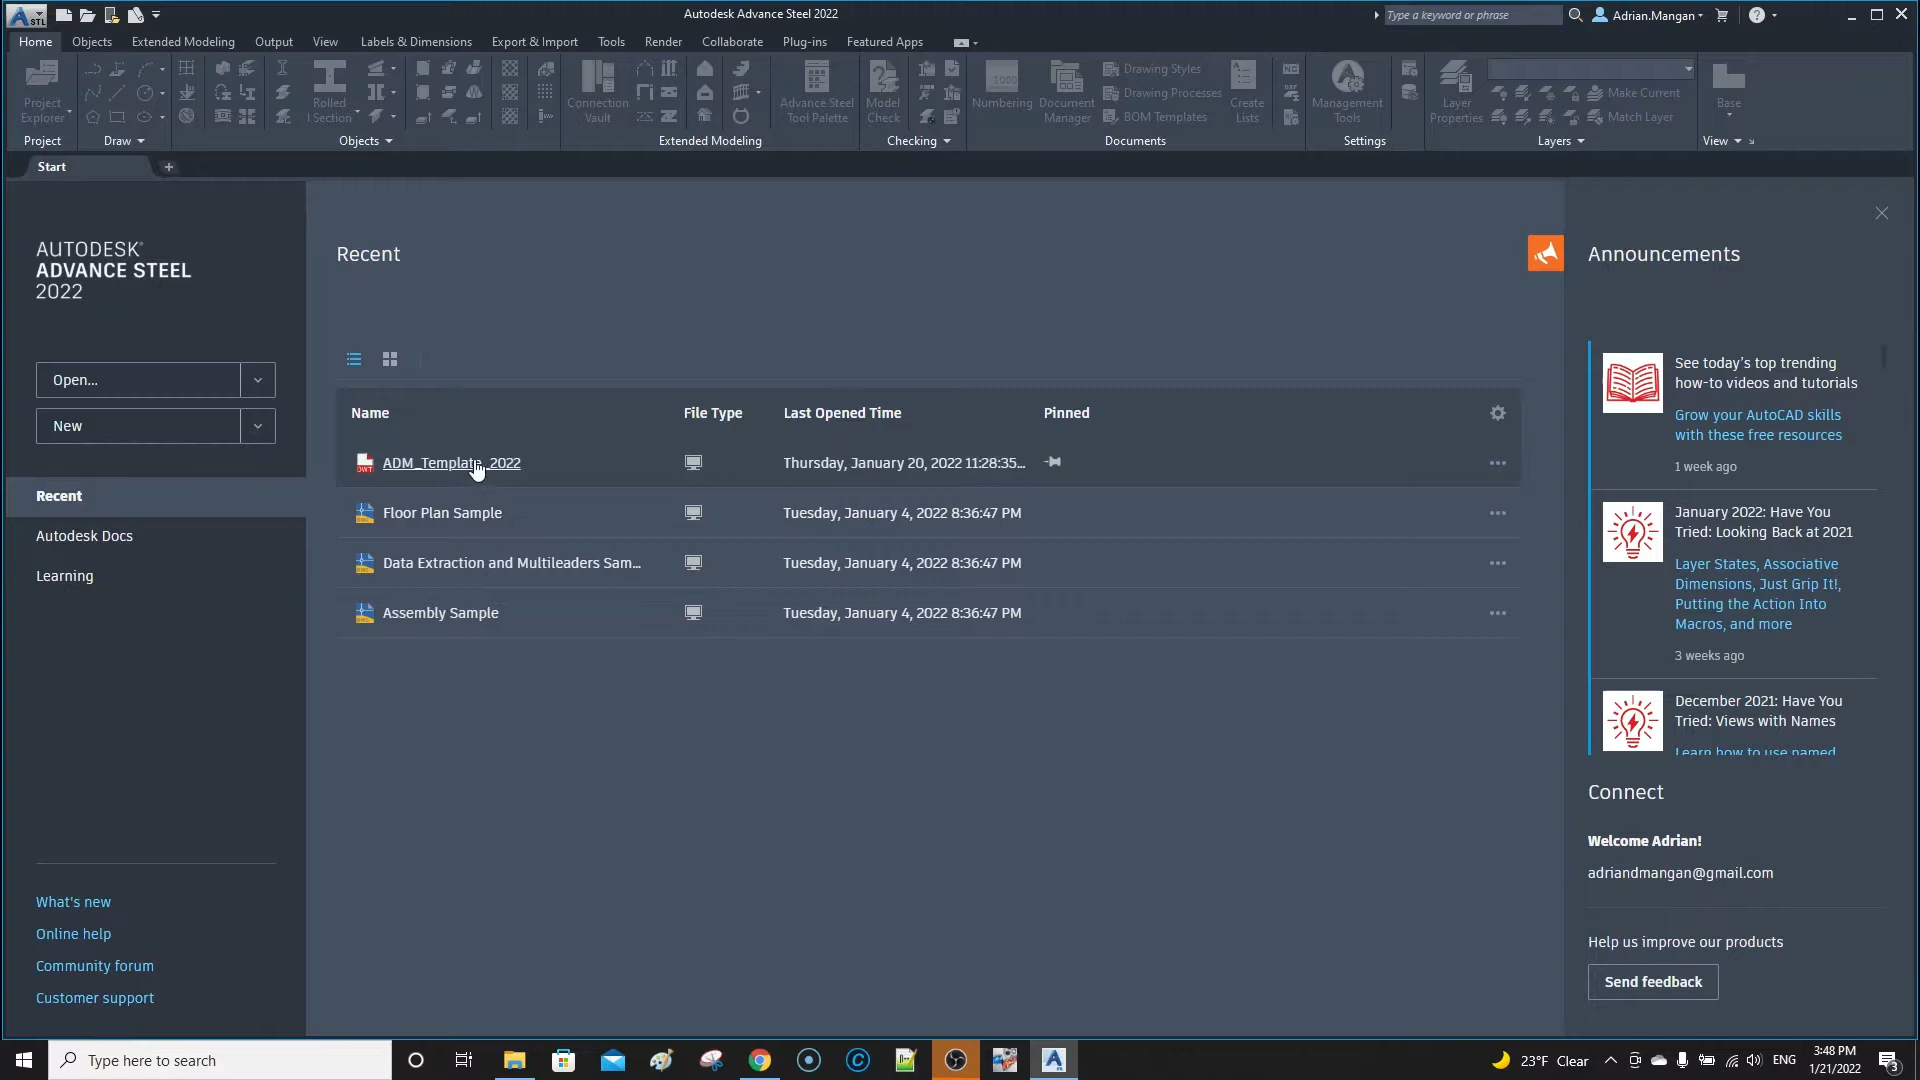 STL
Autodesk Advance Steel 2022
Type a keyword or phrase
Adrian.Mangan
Home Objects Extended Modeling Output View Labels & Dimensions Export & Import Tools Render Collaborate Plug-ins Featured Apps
Project Explorer
Rolled I Section
Connection Vault
Advance Steel Tool Palette
Model Check
Numbering
Document Manager
Drawing Styles
Drawing Processes
BOM Templates
Create Lists
Management Tools
Layer Properties
Make Current
Match Layer
Base
Project Draw Objects Extended Modeling Checking Documents Settings Layers View
Start
AUTODESK®
ADVANCE STEEL
2022
Open...
New
Recent
Autodesk Docs
Learning
What's new
Online help
Community forum
Customer support
Recent
Name File Type Last Opened Time Pinned
ADM_Template_2022 Thursday, January 20, 2022 11:28:35...
Floor Plan Sample Tuesday, January 4, 2022 8:36:47 PM
Data Extraction and Multileaders Sam... Tuesday, January 4, 2022 8:36:47 PM
Assembly Sample Tuesday, January 4, 2022 8:36:47 PM
Announcements
See today's top trending
how-to videos and tutorials
Grow your AutoCAD skills
with these free resources
1 week ago
January 2022: Have You
Tried: Looking Back at 2021
Layer States, Associative
Dimensions, Just Grip It!,
Putting the Action Into
Macros, and more
3 weeks ago
December 2021: Have You
Tried: Views with Names
Learn how to use named
Connect
Welcome Adrian!
adriandmangan@gmail.com
Help us improve our products
Send feedback
Type here to search
23°F Clear
ENG
3:48 PM
1/21/2022
3